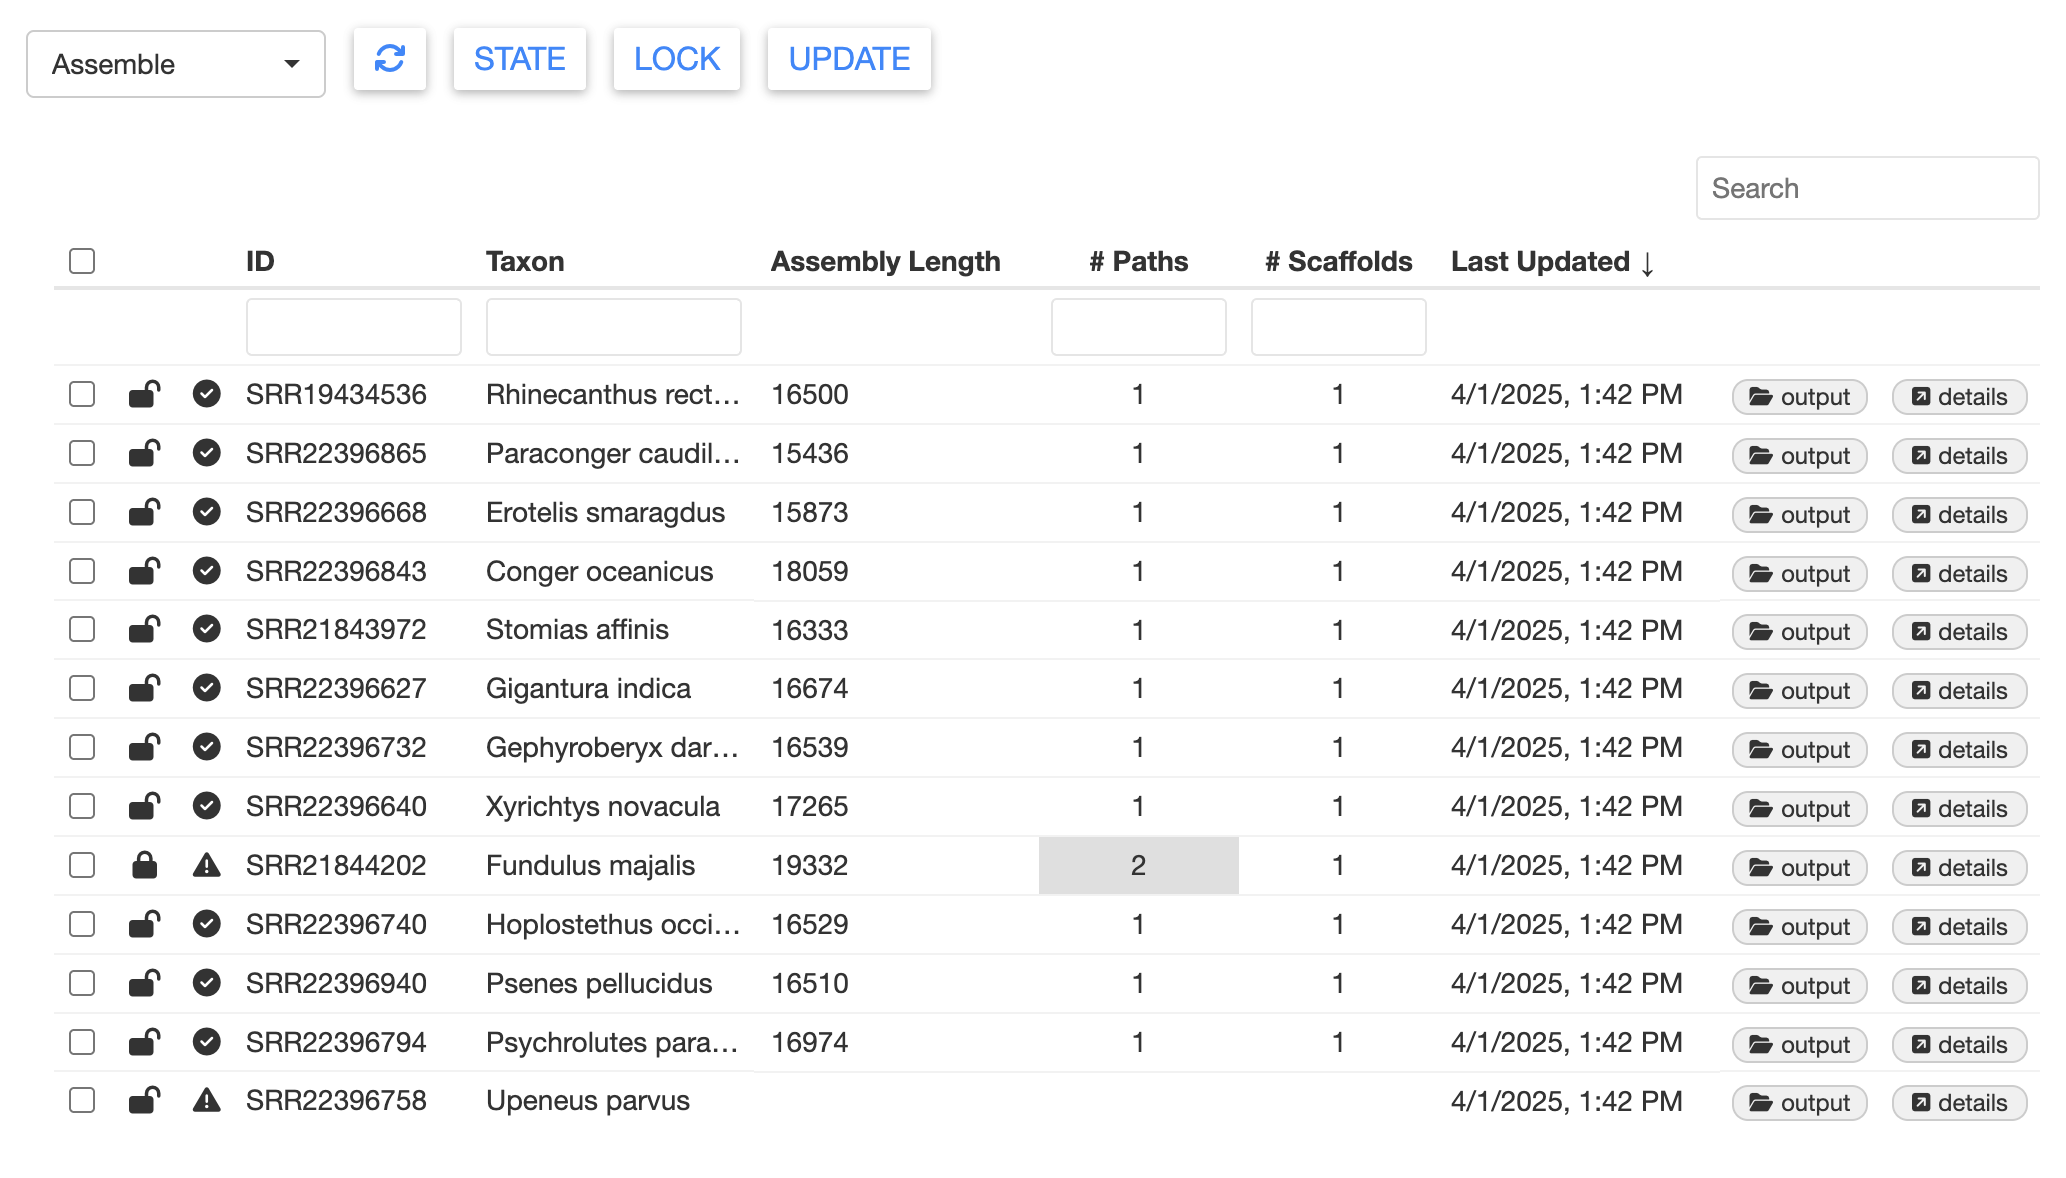 Assemble STATE LOCK UPDATE
Search
ID Taxon Assembly Length # Paths # Scaffolds Last Updated ↓
SRR19434536 Rhinecanthus rect... 16500 1 1 4/1/2025, 1:42 PM output details
SRR22396865 Paraconger caudil... 15436 1 1 4/1/2025, 1:42 PM output details
SRR22396668 Erotelis smaragdus 15873 1 1 4/1/2025, 1:42 PM output details
SRR22396843 Conger oceanicus 18059 1 1 4/1/2025, 1:42 PM output details
SRR21843972 Stomias affinis 16333 1 1 4/1/2025, 1:42 PM output details
SRR22396627 Gigantura indica 16674 1 1 4/1/2025, 1:42 PM output details
SRR22396732 Gephyroberyx dar... 16539 1 1 4/1/2025, 1:42 PM output details
SRR22396640 Xyrichtys novacula 17265 1 1 4/1/2025, 1:42 PM output details
SRR21844202 Fundulus majalis 19332 2 1 4/1/2025, 1:42 PM output details
SRR22396740 Hoplostethus occi... 16529 1 1 4/1/2025, 1:42 PM output details
SRR22396940 Psenes pellucidus 16510 1 1 4/1/2025, 1:42 PM output details
SRR22396794 Psychrolutes para... 16974 1 1 4/1/2025, 1:42 PM output details
SRR22396758 Upeneus parvus 4/1/2025, 1:42 PM output details